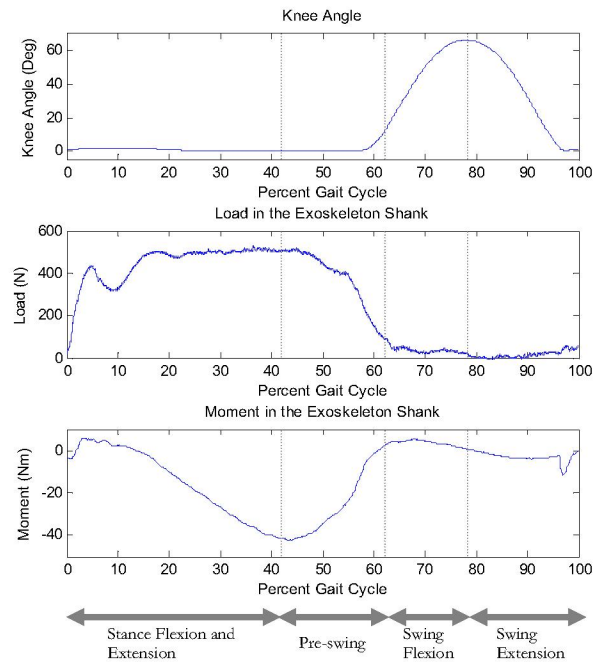 Knee Angle
Knee Angle (Deg)
60
40
20
0
0 10 20 30 40 50 60 70 80 90 100
Percent Gait Cycle
Load in the Exoskeleton Shank
Load (N)
600
400
200
0
0 10 20 30 40 50 60 70 80 90 100
Percent Gait Cycle
Moment in the Exoskeleton Shank
Moment (Nm)
0
-20
-40
0 10 20 30 40 50 60 70 80 90 100
Percent Gait Cycle
Stance Flexion and
Extension
Pre-swing
Swing
Flexion
Swing
Extension